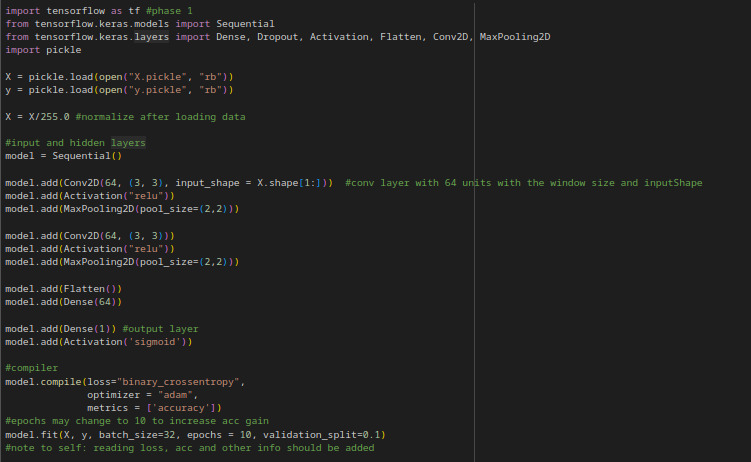 import tensorflow as tf #phase 1
from tensorflow.keras.models import Sequential
from tensorflow.keras.layers import Dense, Dropout, Activation, Flatten, Conv2D, MaxPooling2D
import pickle

X = pickle.load(open("X.pickle", "rb"))
y = pickle.load(open("y.pickle", "rb"))

X = X/255.0 #normalize after loading data

#input and hidden layers
model = Sequential()

model.add(Conv2D(64, (3, 3), input_shape = X.shape[1:]))  #conv layer with 64 units with the window size and inputShape
model.add(Activation("relu"))
model.add(MaxPooling2D(pool_size=(2,2)))

model.add(Conv2D(64, (3, 3)))
model.add(Activation("relu"))
model.add(MaxPooling2D(pool_size=(2,2)))

model.add(Flatten())
model.add(Dense(64))

model.add(Dense(1)) #output layer
model.add(Activation('sigmoid'))

#compiler
model.compile(loss="binary_crossentropy",
              optimizer = "adam",
              metrics = ['accuracy'])
#epochs may change to 10 to increase acc gain
model.fit(X, y, batch_size=32, epochs = 10, validation_split=0.1)
#note to self: reading loss, acc and other info should be added